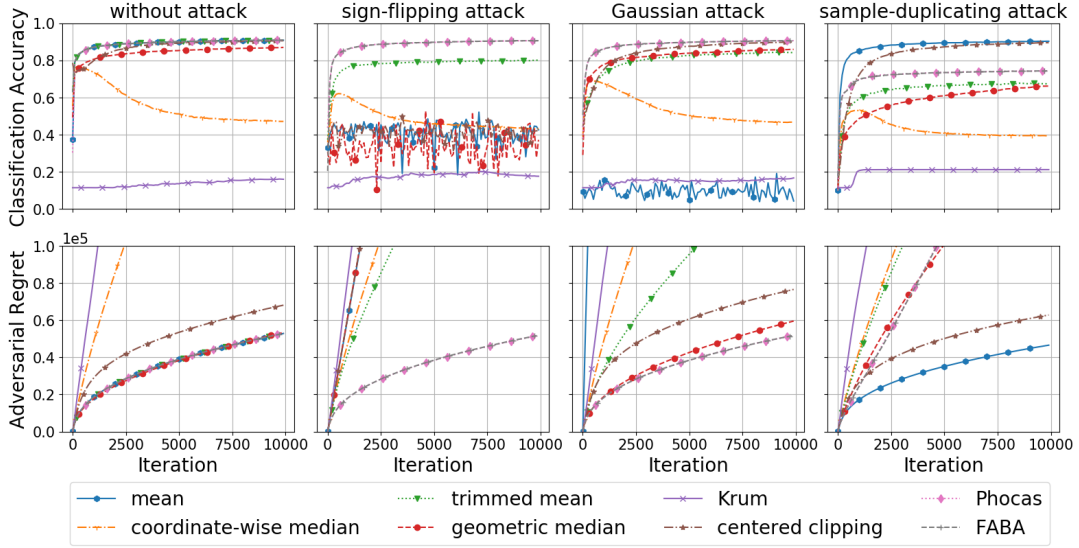 without attack
sign-flipping attack
Gaussian attack
sample-duplicating attack
Classification Accuracy
1.0
0.8
0.6
0.4
0.2
0.0
Adversarial Regret
1e5
1.0
0.8
0.6
0.4
0.2
0.0
0 2500 5000 7500 10000
0 2500 5000 7500 10000
0 2500 5000 7500 10000
0 2500 5000 7500 10000
Iteration
Iteration
Iteration
Iteration
mean
trimmed mean
Krum
Phocas
coordinate-wise median
geometric median
centered clipping
FABA